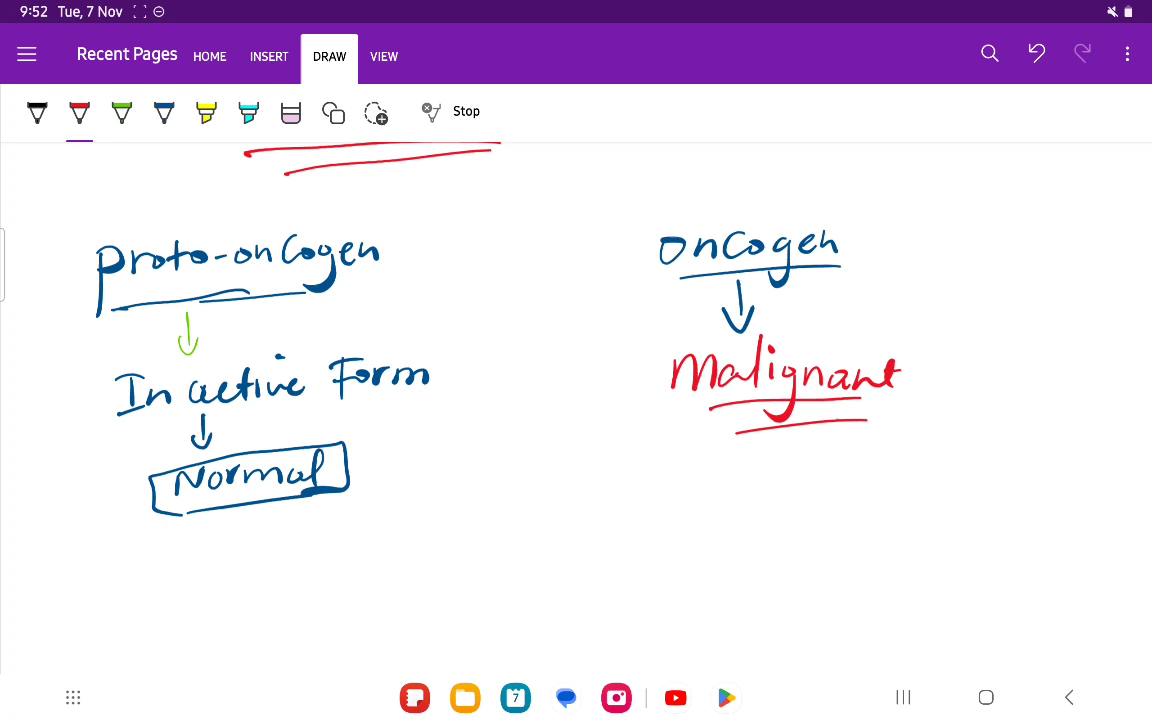 9:52 Tue, 7 Nov
Recent Pages HOME INSERT DRAW VIEW
Stop
Proto-onCogen
In active Form
Normal
onCogen
Malignant
7